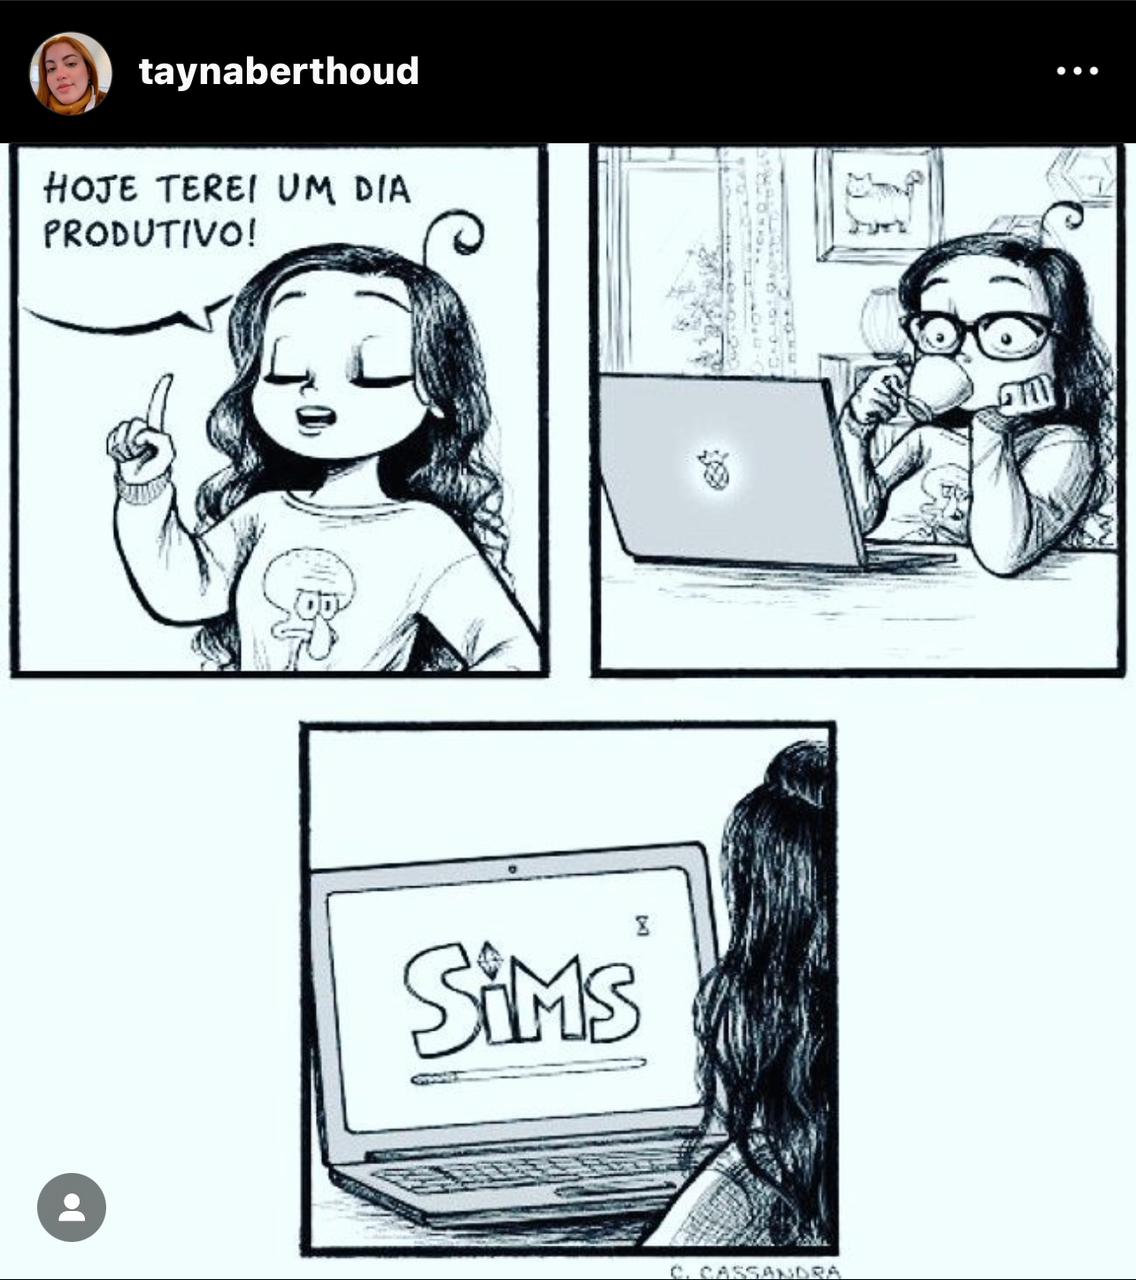 taynaberthoud
HOJE TEREI UM DIA
PRODUTIVO!
SiMS
C. CASSANDRA